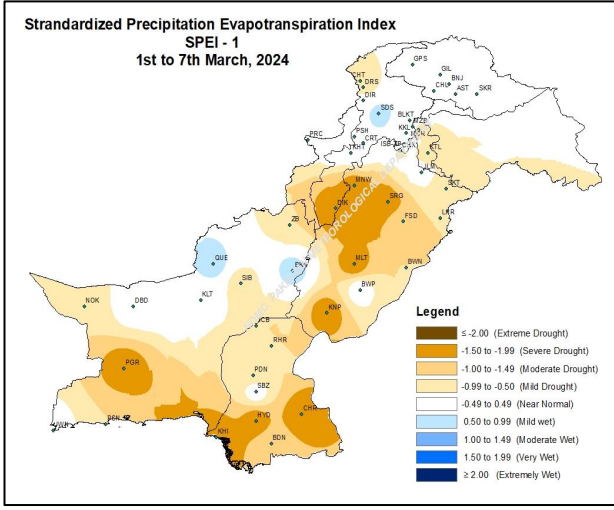 Strandardized Precipitation Evapotranspiration Index
SPEI - 1
1st to 7th March, 2024
GPS
GIL
CHT
BNJ
DRS
CHL
AST
SKR
DIR
SDS
BLKT
MZF
PRC
PSH
KKL
CRT
ISB
KTL
JLM
MNW
SKT
DIK
SRG
FSD
LHR
ZB
QUE
MLT
BWN
SIB
BWP
NOK
DBD
KLT
KNP
JCB
RHR
PGR
PDN
SBZ
HYD
CHR
KHI
BDN
Legend
≤ -2.00 (Extreme Drought)
-1.50 to -1.99 (Severe Drought)
-1.00 to -1.49 (Moderate Drought)
-0.99 to -0.50 (Mild Drought)
-0.49 to 0.49 (Near Normal)
0.50 to 0.99 (Mild wet)
1.00 to 1.49 (Moderate Wet)
1.50 to 1.99 (Very Wet)
≥ 2.00 (Extremely Wet)